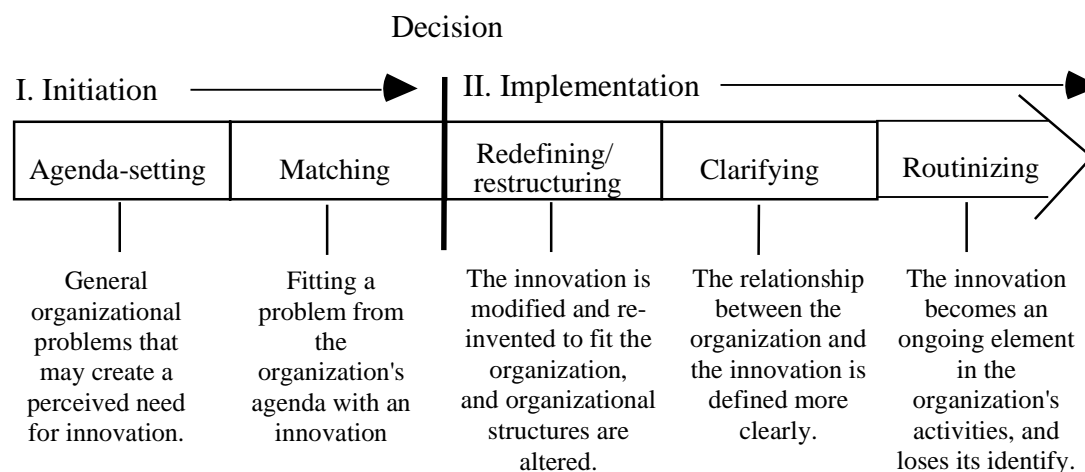 Decision
I. Initiation
II. Implementation
Agenda-setting
Matching
Redefining/
restructuring
Clarifying
Routinizing
General
organizational
problems that
may create a
perceived need
for innovation.
Fitting a
problem from
the
organization's
agenda with an
innovation
The innovation is
modified and re-
invented to fit the
organization,
and organizational
structures are
altered.
The relationship
between the
organization and
the innovation is
defined more
clearly.
The innovation
becomes an
ongoing element
in the
organization's
activities, and
loses its identify.